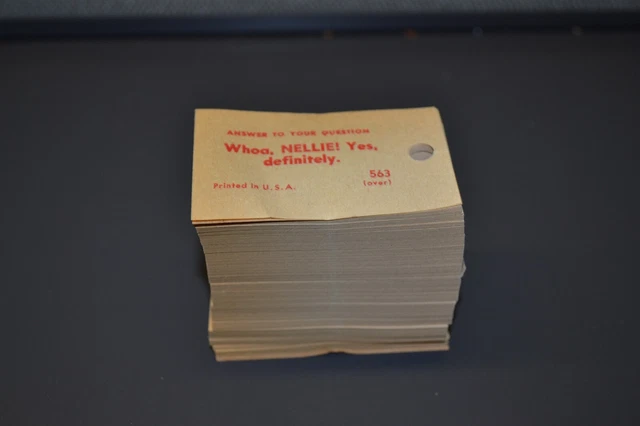 ANSWER TO YOUR QUESTION
Whoa, NELLIE! Yes,
definitely.
563
Printed in U.S.A.
(over)